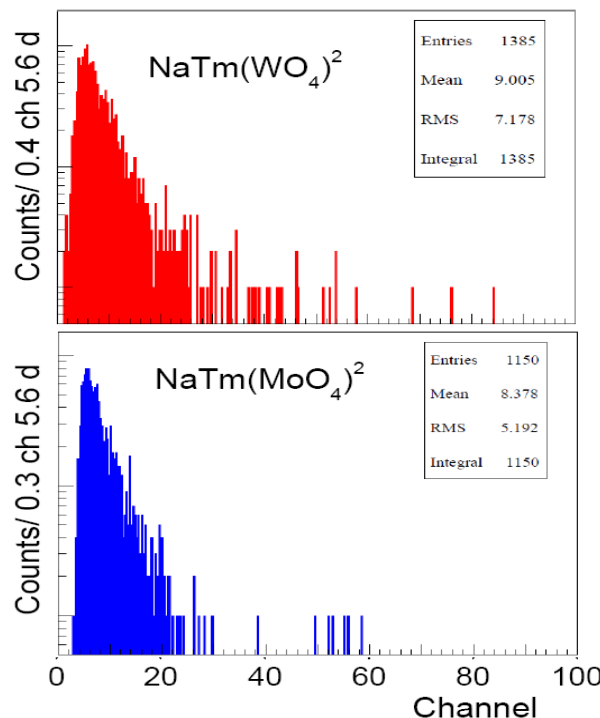 Counts/ 0.4 ch 5.6 d
NaTm(WO₄)²
Entries 1385
Mean 9.005
RMS 7.178
Integral 1385
Counts/ 0.3 ch 5.6 d
NaTm(MoO₄)²
Entries 1150
Mean 8.378
RMS 5.192
Integral 1150
0 20 40 60 80 100
Channel